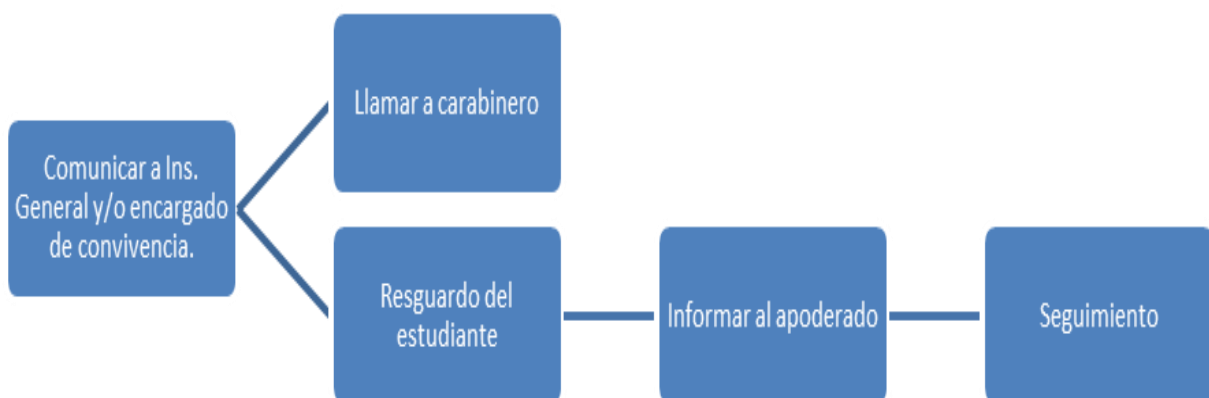 Comunicar a Ins.
General y/o encargado
de convivencia.
Llamar a carabinero
Resguardo del
estudiante
Informar al apoderado
Seguimiento